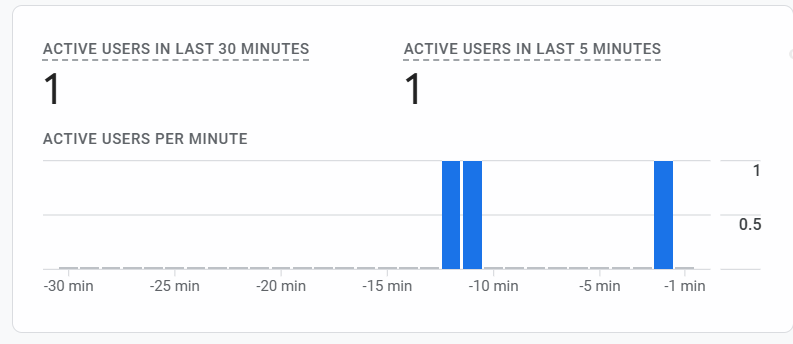 ACTIVE USERS IN LAST 30 MINUTES ACTIVE USERS IN LAST 5 MINUTES
1 1
ACTIVE USERS PER MINUTE
1
0.5
-30 min -25 min -20 min -15 min -10 min -5 min -1 min